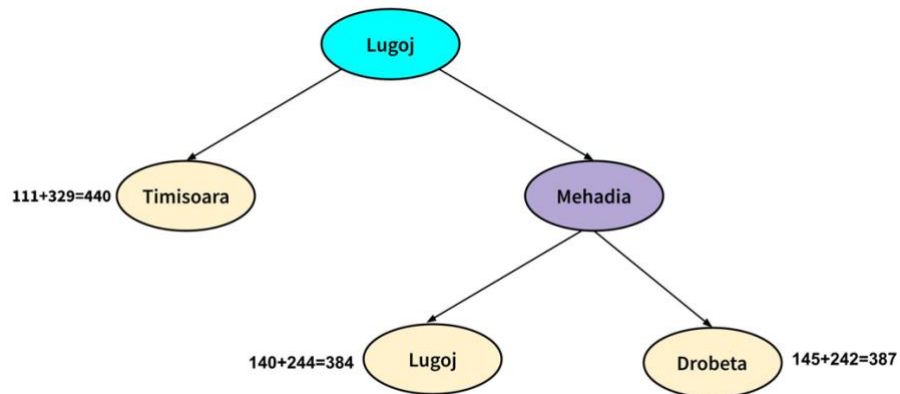 Lugoj
111+329=440
Timisoara
Mehadia
140+244=384
Lugoj
Drobeta
145+242=387